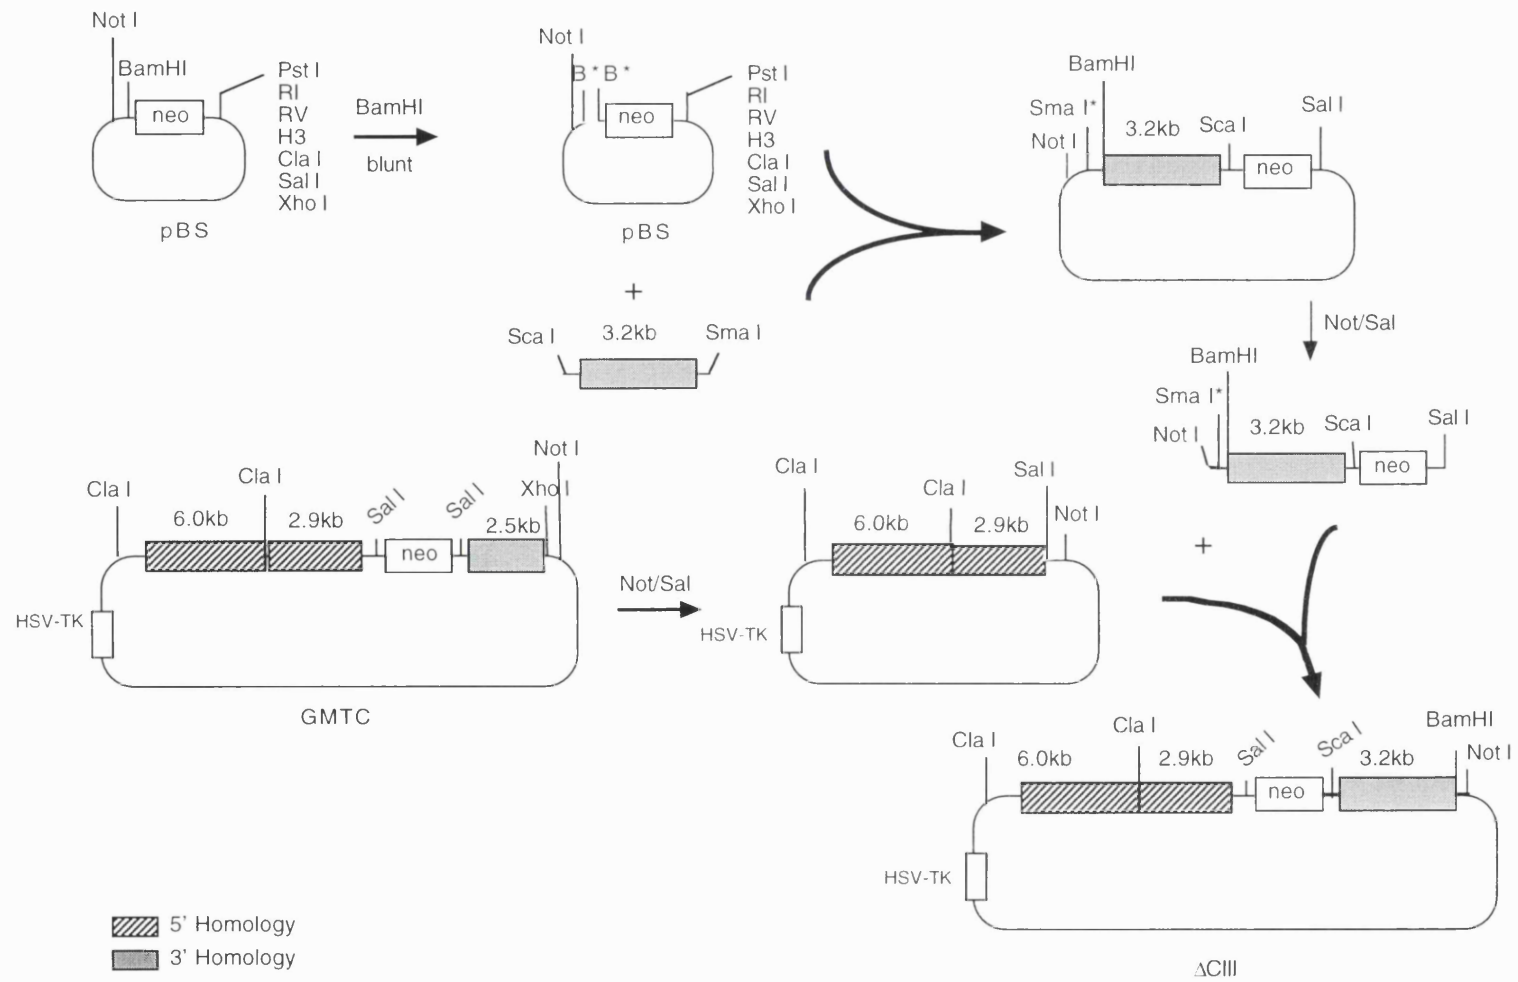 Not I
BamHI
neo
Pst I
RI
RV
H3
Cla I
Sal I
Xho I
pBS
BamHI
blunt
Not I
B* B*
neo
Pst I
RI
RV
H3
Cla I
Sal I
Xho I
pBS
+
Sca I
3.2kb
Sma I
BamHI
Sma I*
Not I
3.2kb
Sca I
neo
Sal I
Not/Sal
BamHI
Sma I*
Not I
3.2kb
Sca I
neo
Sal I
+
Cla I
6.0kb
Cla I
2.9kb
Sal I
neo
Sal I
2.5kb
Xho I
Not I
HSV-TK
GMTC
Not/Sal
Cla I
6.0kb
Cla I
2.9kb
Sal I
Not I
HSV-TK
Cla I
6.0kb
Cla I
2.9kb
Sal I
neo
Sca I
3.2kb
BamHI
Not I
HSV-TK
ΔCIII
5' Homology
3' Homology